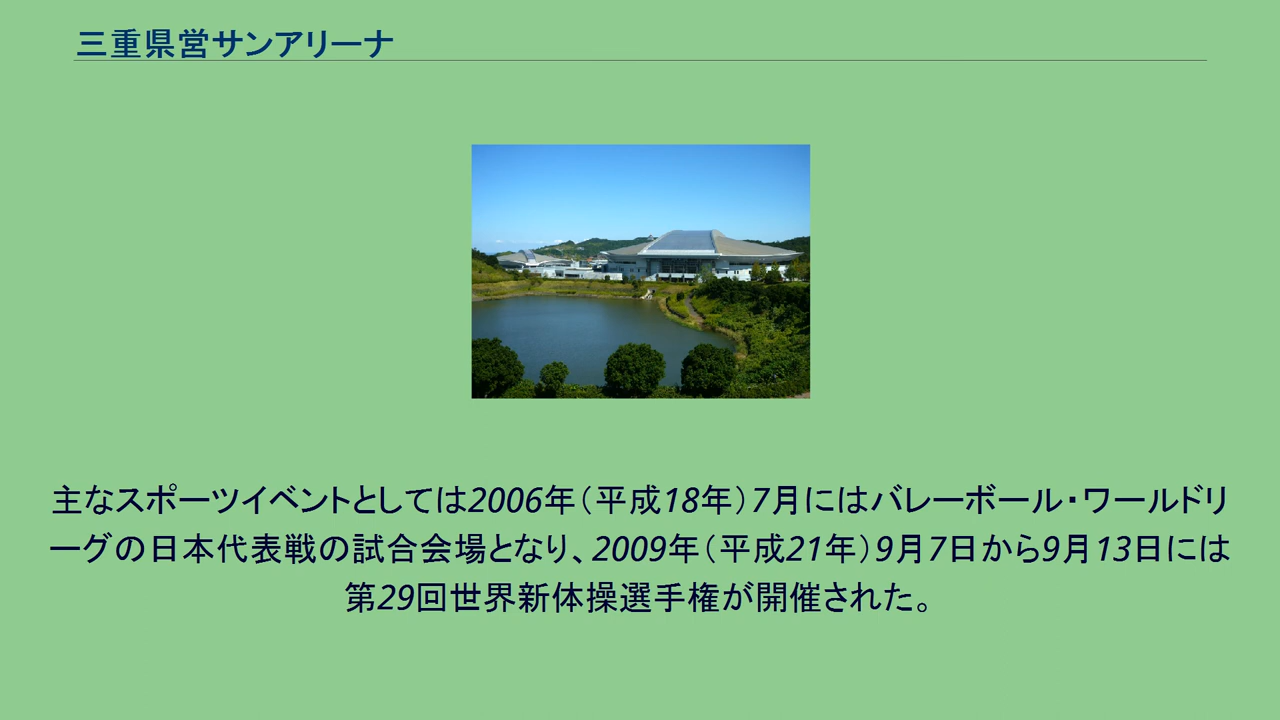 三重県営サンアリーナ
主なスポーツイベントとしては2006年（平成18年）7月にはバレーボール・ワールドリ
ーグの日本代表戦の試合会場となり、2009年（平成21年）9月7日から9月13日には
第29回世界新体操選手権が開催された。